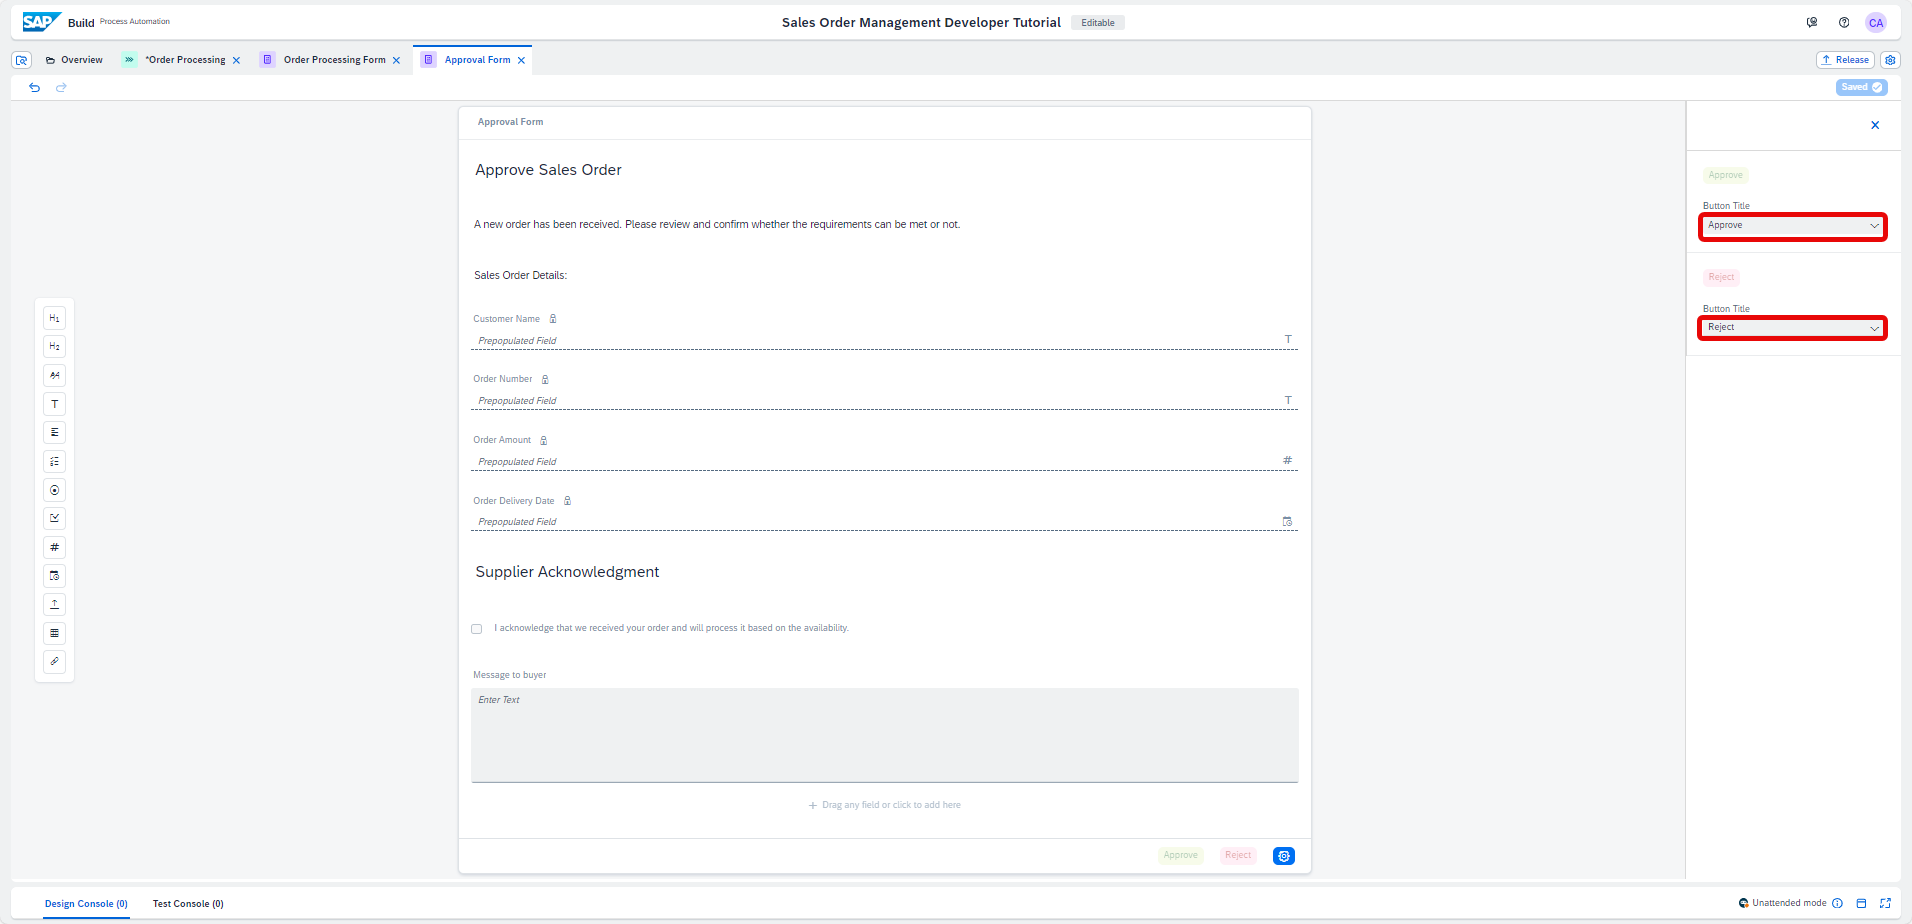 SAP Build Process Automation
Sales Order Management Developer Tutorial Editable
CA
Overview *Order Processing Order Processing Form Approval Form
Release
Saved
Approval Form
Approve Sales Order
A new order has been received. Please review and confirm whether the requirements can be met or not.
Sales Order Details:
Customer Name
Prepopulated Field T
Order Number
Prepopulated Field T
Order Amount
Prepopulated Field #
Order Delivery Date
Prepopulated Field
Supplier Acknowledgment
I acknowledge that we received your order and will process it based on the availability.
Message to buyer
Enter Text
+ Drag any field or click to add here
Approve Reject
H1
H2
AA
T
#
Approve
Button Title
Approve
Reject
Button Title
Reject
Design Console (0) Test Console (0)
Unattended mode